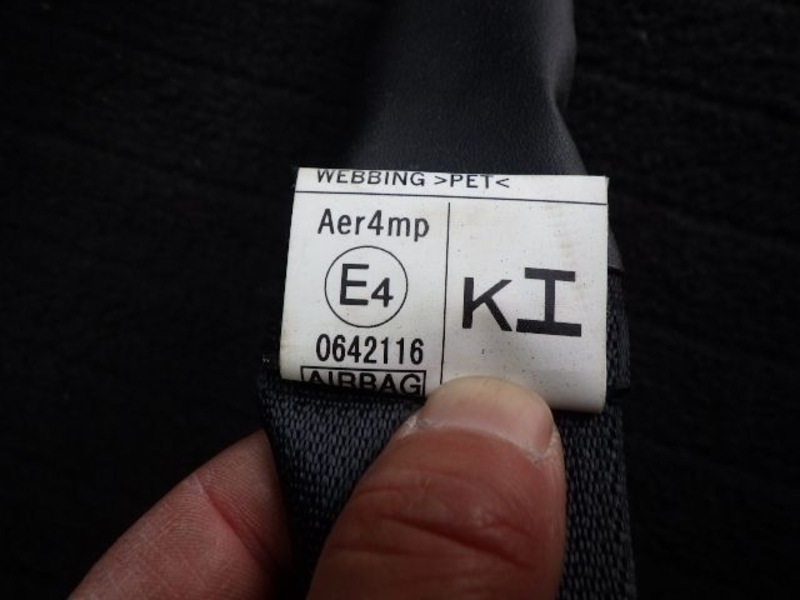 WEBBING >PET<
Aer4mp
E4
0642116
AIRBAG
KI